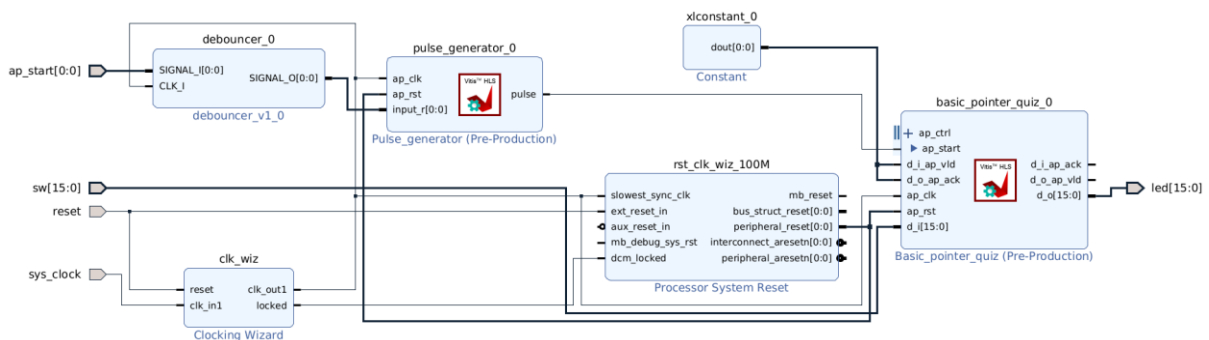 xlconstant_0
dout[0:0]
Constant
debouncer_0
SIGNAL_I[0:0]
CLK_I
SIGNAL_O[0:0]
debouncer_v1_0
ap_start[0:0]
pulse_generator_0
ap_clk
ap_rst
input_r[0:0]
Vitis™ HLS
pulse
Pulse_generator (Pre-Production)
basic_pointer_quiz_0
ap_ctrl
ap_start
d_i_ap_vld
d_o_ap_ack
ap_clk
ap_rst
d_i[15:0]
Vitis™ HLS
d_i_ap_ack
d_o_ap_vld
d_o[15:0]
Basic_pointer_quiz (Pre-Production)
led[15:0]
sw[15:0]
reset
sys_clock
rst_clk_wiz_100M
slowest_sync_clk
ext_reset_in
aux_reset_in
mb_debug_sys_rst
dcm_locked
mb_reset
bus_struct_reset[0:0]
peripheral_reset[0:0]
interconnect_aresetn[0:0]
peripheral_aresetn[0:0]
Processor System Reset
clk_wiz
reset
clk_in1
clk_out1
locked
Clocking Wizard